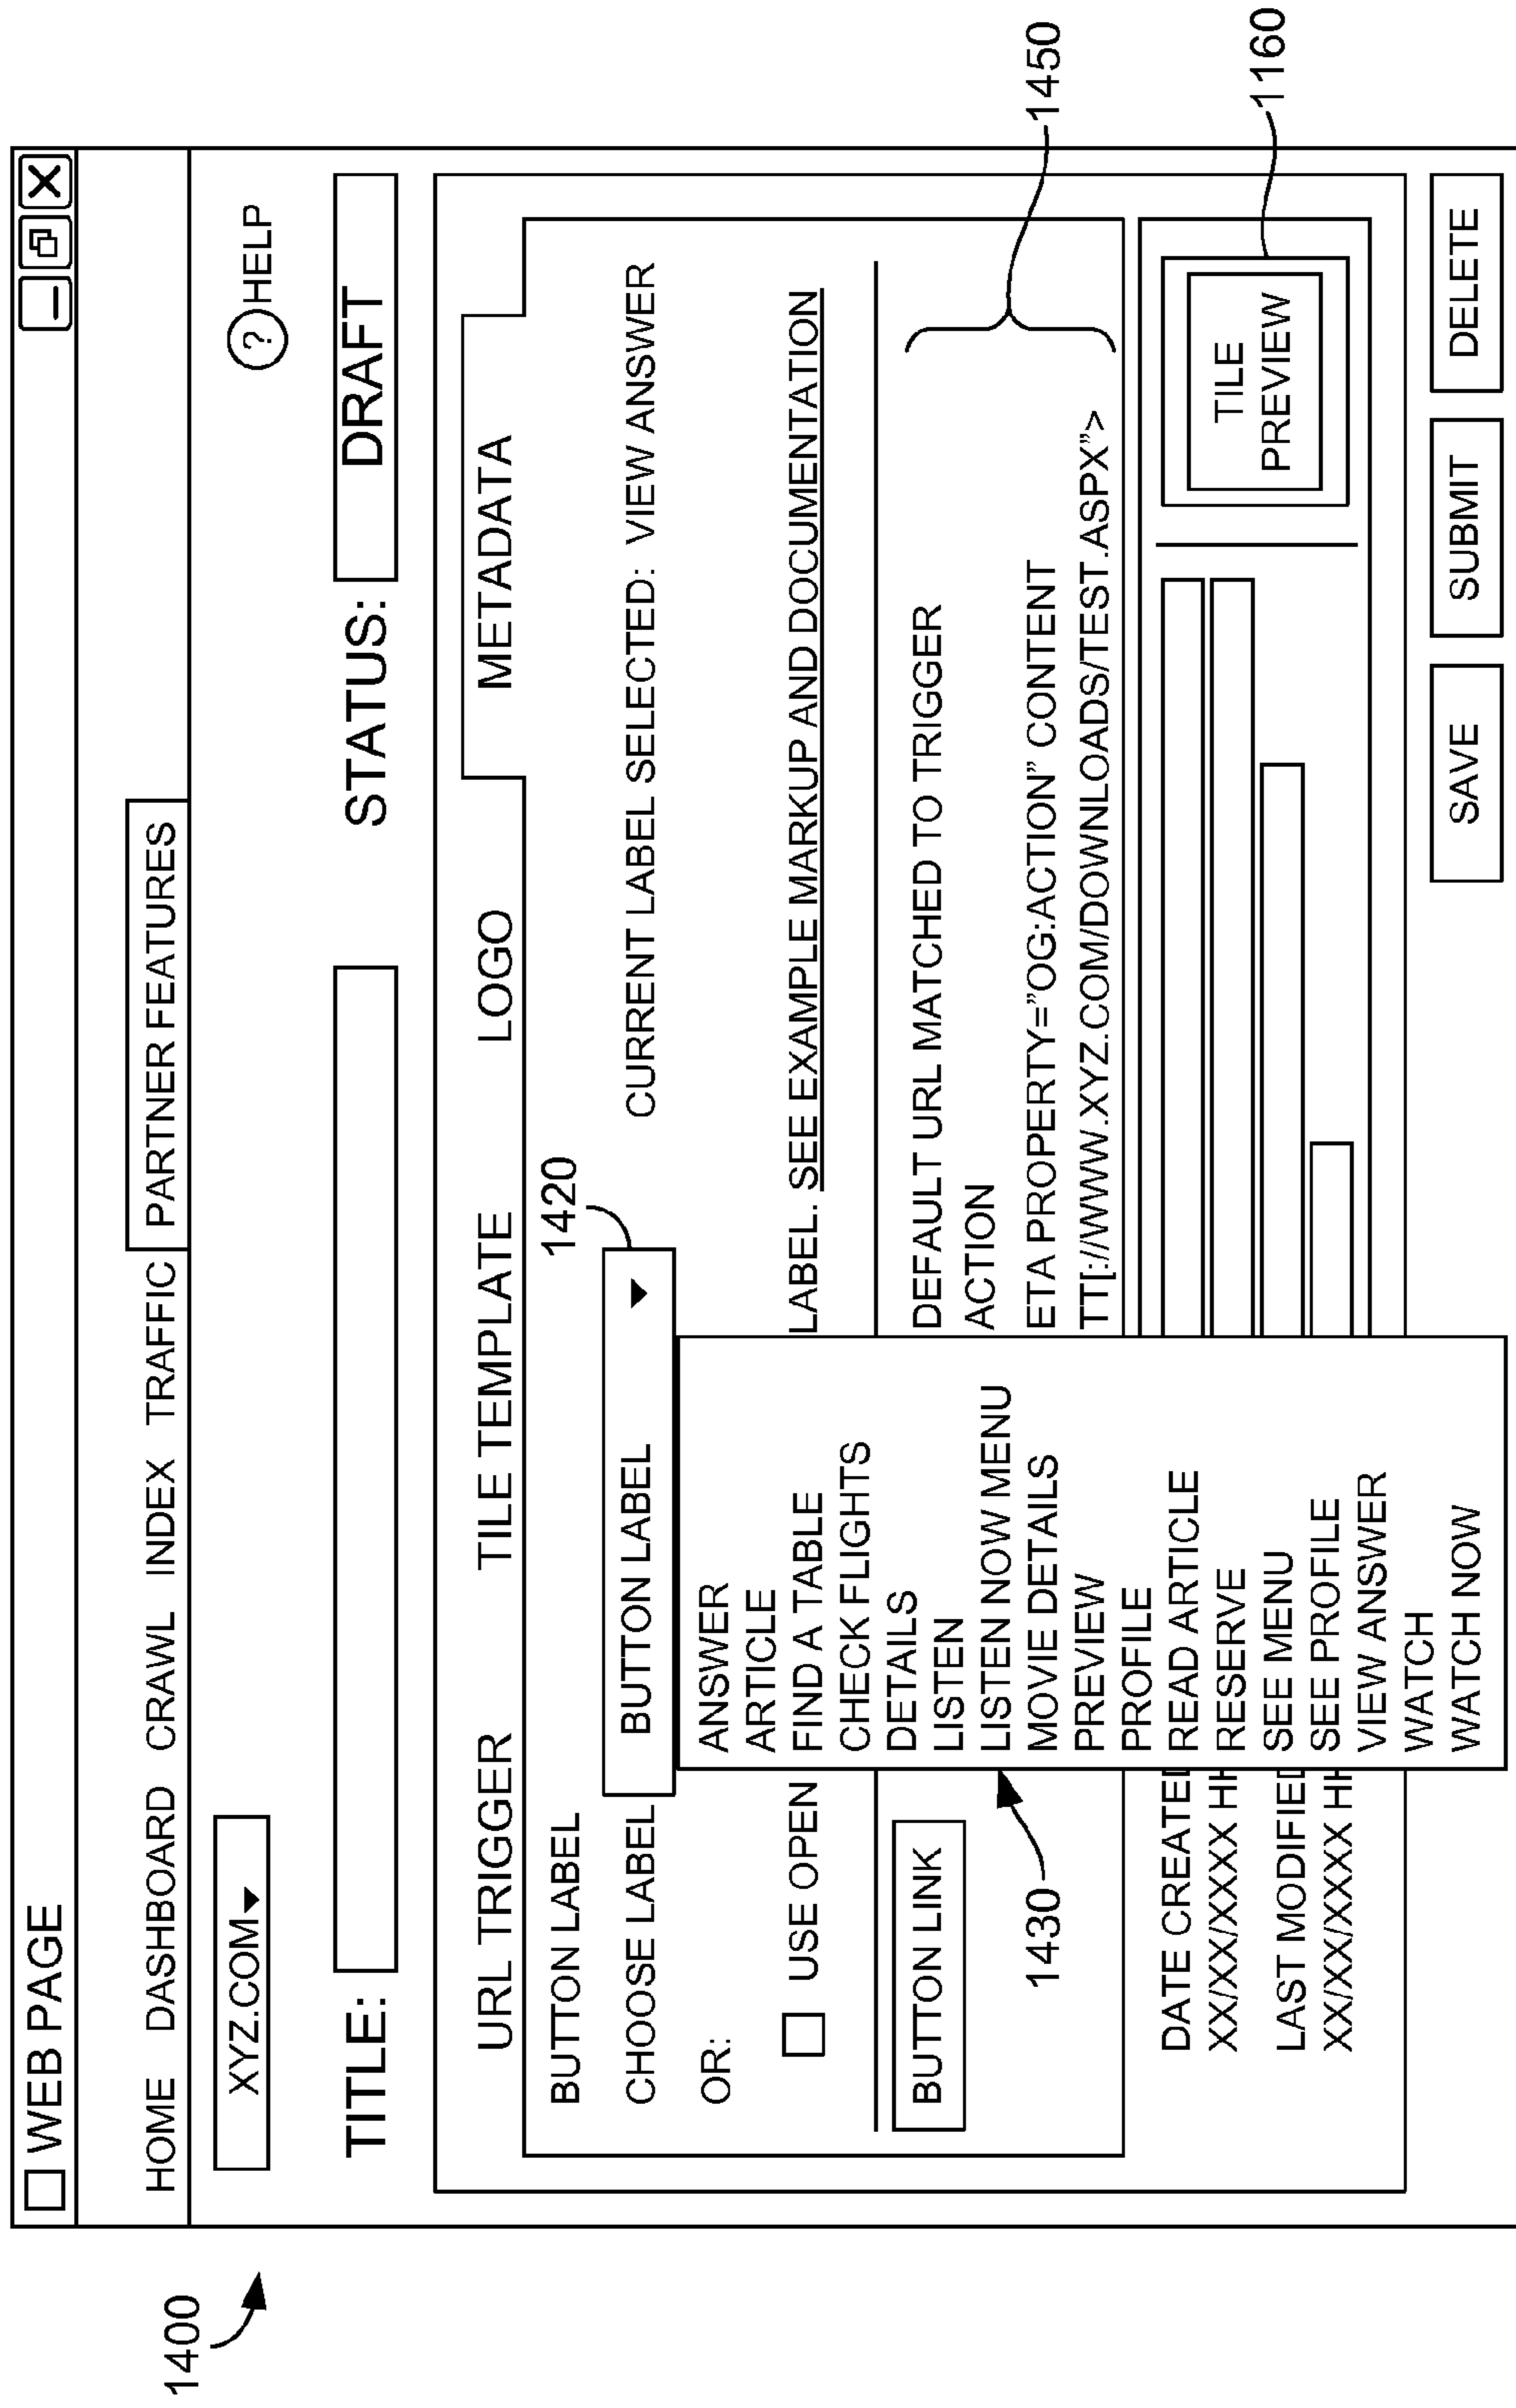 1400
WEB PAGE
HOME DASHBOARD CRAWL INDEX TRAFFIC PARTNER FEATURES
XYZ.COM
? HELP
TITLE:
STATUS: DRAFT
URL TRIGGER TILE TEMPLATE LOGO METADATA
BUTTON LABEL
1420
CHOOSE LABEL BUTTON LABEL CURRENT LABEL SELECTED: VIEW ANSWER
OR:
USE OPEN LABEL. SEE EXAMPLE MARKUP AND DOCUMENTATION
BUTTON LINK
DEFAULT URL MATCHED TO TRIGGER
ACTION
ETA PROPERTY="OG:ACTION" CONTENT
TT[://WWW.XYZ.COM/DOWNLOADS/TEST.ASPX">
1450
ANSWER
ARTICLE
FIND A TABLE
CHECK FLIGHTS
DETAILS
LISTEN
LISTEN NOW MENU
MOVIE DETAILS
PREVIEW
PROFILE
READ ARTICLE
RESERVE
SEE MENU
SEE PROFILE
VIEW ANSWER
WATCH
WATCH NOW
1430
DATE CREATED
XX/XX/XXXX HH
LAST MODIFIED
XX/XX/XXXX HH
TILE
PREVIEW
1160
SAVE SUBMIT DELETE